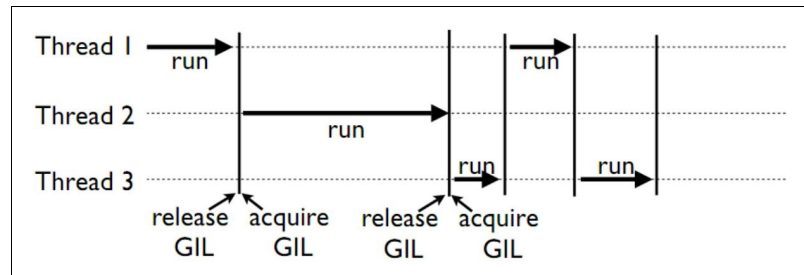 Thread 1
run
run
Thread 2
run
Thread 3
run
run
release acquire release acquire
GIL GIL GIL GIL